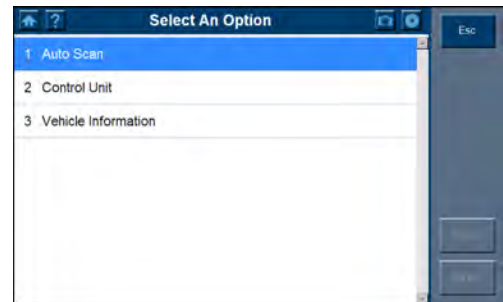 ?
Select An Option
Esc
1 Auto Scan
2 Control Unit
3 Vehicle Information